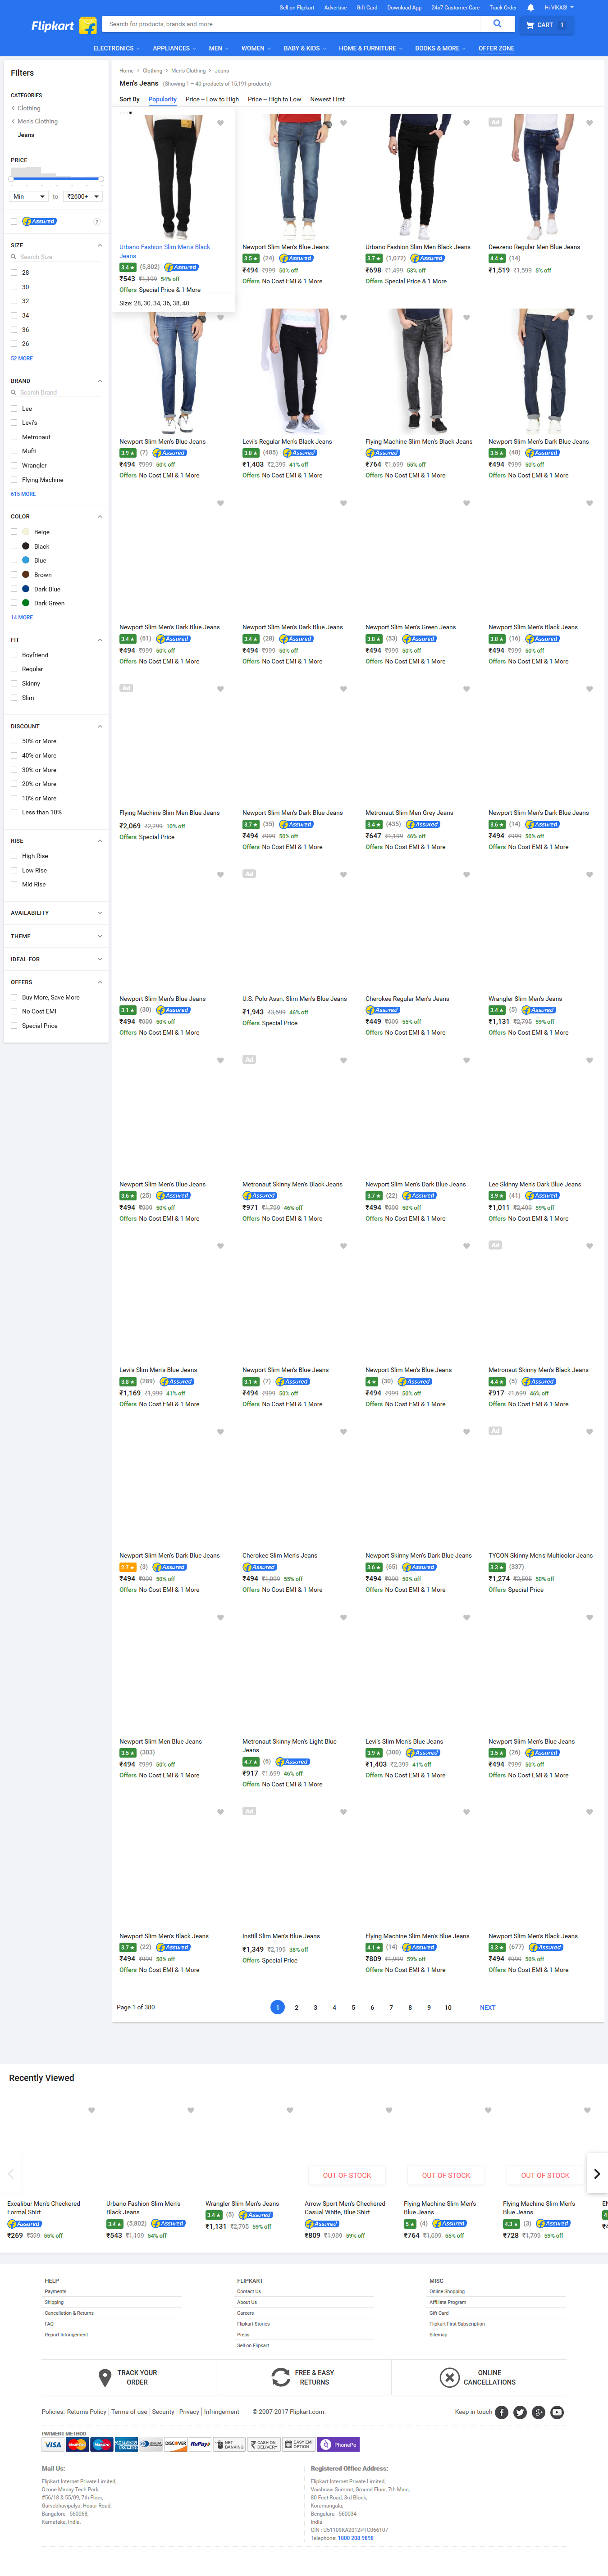 Sell on Flipkart Advertise Gift Card Download App 24x7 Customer Care Track Order Hi VIKAS!
Flipkart Search for products, brands and more CART 1
ELECTRONICS APPLIANCES MEN WOMEN BABY & KIDS HOME & FURNITURE BOOKS & MORE OFFER ZONE
Filters
CATEGORIES
Clothing
Men's Clothing
Jeans
PRICE
Min to ₹2600+
Assured ?
SIZE
Search Size
28
30
32
34
36
26
52 MORE
BRAND
Search Brand
Lee
Levi's
Metronaut
Mufti
Wrangler
Flying Machine
615 MORE
COLOR
Beige
Black
Blue
Brown
Dark Blue
Dark Green
14 MORE
FIT
Boyfriend
Regular
Skinny
Slim
DISCOUNT
50% or More
40% or More
30% or More
20% or More
10% or More
Less than 10%
RISE
High Rise
Low Rise
Mid Rise
AVAILABILITY
THEME
IDEAL FOR
OFFERS
Buy More, Save More
No Cost EMI
Special Price
Home Clothing Men's Clothing Jeans
Men's Jeans (Showing 1 – 40 products of 15,191 products)
Sort By Popularity Price -- Low to High Price -- High to Low Newest First
Ad
Urbano Fashion Slim Men's Black Jeans
3.4 ★ (5,802) Assured
₹543 ₹1,199 54% off
Offers Special Price & 1 More
Size: 28, 30, 34, 36, 38, 40
Newport Slim Men's Blue Jeans
3.5 ★ (24) Assured
₹494 ₹999 50% off
Offers No Cost EMI & 1 More
Urbano Fashion Slim Men Black Jeans
3.7 ★ (1,072) Assured
₹698 ₹1,499 53% off
Offers Special Price & 1 More
Deezeno Regular Men Blue Jeans
4.4 ★ (14)
₹1,519 ₹1,599 5% off
Newport Slim Men's Blue Jeans
3.9 ★ (7) Assured
₹494 ₹999 50% off
Offers No Cost EMI & 1 More
Levi's Regular Men's Black Jeans
3.8 ★ (485) Assured
₹1,403 ₹2,399 41% off
Offers No Cost EMI & 1 More
Flying Machine Slim Men's Black Jeans
Assured
₹764 ₹1,699 55% off
Offers No Cost EMI & 1 More
Newport Slim Men's Dark Blue Jeans
3.5 ★ (48) Assured
₹494 ₹999 50% off
Offers No Cost EMI & 1 More
Newport Slim Men's Dark Blue Jeans
3.4 ★ (61) Assured
₹494 ₹999 50% off
Offers No Cost EMI & 1 More
Newport Slim Men's Dark Blue Jeans
3.4 ★ (28) Assured
₹494 ₹999 50% off
Offers No Cost EMI & 1 More
Newport Slim Men's Green Jeans
3.8 ★ (53) Assured
₹494 ₹999 50% off
Offers No Cost EMI & 1 More
Newport Slim Men's Black Jeans
3.8 ★ (16) Assured
₹494 ₹999 50% off
Offers No Cost EMI & 1 More
Ad
Flying Machine Slim Men Blue Jeans
₹2,069 ₹2,299 10% off
Offers Special Price
Newport Slim Men's Dark Blue Jeans
3.7 ★ (35) Assured
₹494 ₹999 50% off
Offers No Cost EMI & 1 More
Metronaut Slim Men Grey Jeans
3.4 ★ (435) Assured
₹647 ₹1,199 46% off
Offers No Cost EMI & 1 More
Newport Slim Men's Dark Blue Jeans
3.6 ★ (14) Assured
₹494 ₹999 50% off
Offers No Cost EMI & 1 More
Ad
Newport Slim Men's Blue Jeans
3.1 ★ (30) Assured
₹494 ₹999 50% off
Offers No Cost EMI & 1 More
U.S. Polo Assn. Slim Men's Blue Jeans
₹1,943 ₹3,599 46% off
Offers Special Price
Cherokee Regular Men's Jeans
Assured
₹449 ₹999 55% off
Offers No Cost EMI & 1 More
Wrangler Slim Men's Jeans
3.4 ★ (5) Assured
₹1,131 ₹2,795 59% off
Offers No Cost EMI & 1 More
Ad
Newport Slim Men's Blue Jeans
3.6 ★ (25) Assured
₹494 ₹999 50% off
Offers No Cost EMI & 1 More
Metronaut Skinny Men's Black Jeans
Assured
₹971 ₹1,799 46% off
Offers No Cost EMI & 1 More
Newport Slim Men's Dark Blue Jeans
3.7 ★ (22) Assured
₹494 ₹999 50% off
Offers No Cost EMI & 1 More
Lee Skinny Men's Dark Blue Jeans
3.9 ★ (41) Assured
₹1,011 ₹2,499 59% off
Offers No Cost EMI & 1 More
Ad
Levi's Slim Men's Blue Jeans
3.8 ★ (289) Assured
₹1,169 ₹1,999 41% off
Offers No Cost EMI & 1 More
Newport Slim Men's Blue Jeans
3.1 ★ (7) Assured
₹494 ₹999 50% off
Offers No Cost EMI & 1 More
Newport Slim Men's Blue Jeans
4 ★ (30) Assured
₹494 ₹999 50% off
Offers No Cost EMI & 1 More
Metronaut Skinny Men's Black Jeans
4.4 ★ (5) Assured
₹917 ₹1,699 46% off
Offers No Cost EMI & 1 More
Ad
Newport Slim Men's Dark Blue Jeans
2.7 ★ (3) Assured
₹494 ₹999 50% off
Offers No Cost EMI & 1 More
Cherokee Slim Men's Jeans
Assured
₹494 ₹1,099 55% off
Offers No Cost EMI & 1 More
Newport Skinny Men's Dark Blue Jeans
3.6 ★ (65) Assured
₹494 ₹999 50% off
Offers No Cost EMI & 1 More
TYCON Skinny Men's Multicolor Jeans
3.3 ★ (337)
₹1,274 ₹2,595 50% off
Offers Special Price
Newport Slim Men Blue Jeans
3.5 ★ (303)
₹494 ₹999 50% off
Offers No Cost EMI & 1 More
Metronaut Skinny Men's Light Blue Jeans
4.7 ★ (6) Assured
₹917 ₹1,699 46% off
Offers No Cost EMI & 1 More
Levi's Slim Men's Blue Jeans
3.9 ★ (300) Assured
₹1,403 ₹2,399 41% off
Offers No Cost EMI & 1 More
Newport Slim Men's Blue Jeans
3.5 ★ (26) Assured
₹494 ₹999 50% off
Offers No Cost EMI & 1 More
Ad
Newport Slim Men's Black Jeans
3.7 ★ (22) Assured
₹494 ₹999 50% off
Offers No Cost EMI & 1 More
Instill Slim Men's Blue Jeans
₹1,349 ₹2,199 38% off
Offers Special Price
Flying Machine Slim Men's Blue Jeans
4.1 ★ (14) Assured
₹809 ₹1,999 59% off
Offers No Cost EMI & 1 More
Newport Slim Men's Black Jeans
3.3 ★ (677) Assured
₹494 ₹999 50% off
Offers No Cost EMI & 1 More
Page 1 of 380 1 2 3 4 5 6 7 8 9 10 NEXT
Recently Viewed
Excalibur Men's Checkered Formal Shirt
Assured
₹269 ₹599 55% off
Urbano Fashion Slim Men's Black Jeans
3.4 ★ (5,802) Assured
₹543 ₹1,199 54% off
Wrangler Slim Men's Jeans
3.4 ★ (5) Assured
₹1,131 ₹2,795 59% off
OUT OF STOCK
Arrow Sport Men's Checkered Casual White, Blue Shirt
Assured
₹809 ₹1,999 59% off
OUT OF STOCK
Flying Machine Slim Men's Blue Jeans
5 ★ (4) Assured
₹764 ₹1,699 55% off
OUT OF STOCK
Flying Machine Slim Men's Blue Jeans
4.3 ★ (3) Assured
₹728 ₹1,799 59% off
HELP
Payments
Shipping
Cancellation & Returns
FAQ
Report Infringement
FLIPKART
Contact Us
About Us
Careers
Flipkart Stories
Press
Sell on Flipkart
MISC
Online Shopping
Affiliate Program
Gift Card
Flipkart First Subscription
Sitemap
TRACK YOUR ORDER
FREE & EASY RETURNS
ONLINE CANCELLATIONS
Policies: Returns Policy | Terms of use | Security | Privacy | Infringement © 2007-2017 Flipkart.com. Keep in touch
PAYMENT METHOD
VISA MasterCard Maestro AMERICAN EXPRESS Diners Club DISCOVER RuPay NET BANKING CASH ON DELIVERY EASY EMI OPTION PhonePe
Mail Us:
Flipkart Internet Private Limited,
Ozone Manay Tech Park,
#56/18 & 55/09, 7th Floor,
Garvebhavipalya, Hosur Road,
Bangalore - 560068,
Karnataka, India.
Registered Office Address:
Flipkart Internet Private Limited,
Vaishnavi Summit, Ground Floor, 7th Main,
80 Feet Road, 3rd Block,
Koramangala,
Bengaluru - 560034
India
CIN : U51109KA2012PTC066107
Telephone: 1800 208 9898